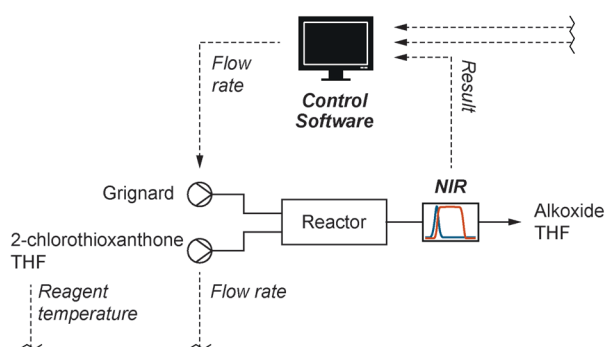 Flow
rate
Control
Software
Result
NIR
Grignard
Reactor
Alkoxide
THF
2-chlorothioxanthone
THF
Reagent
temperature
Flow rate